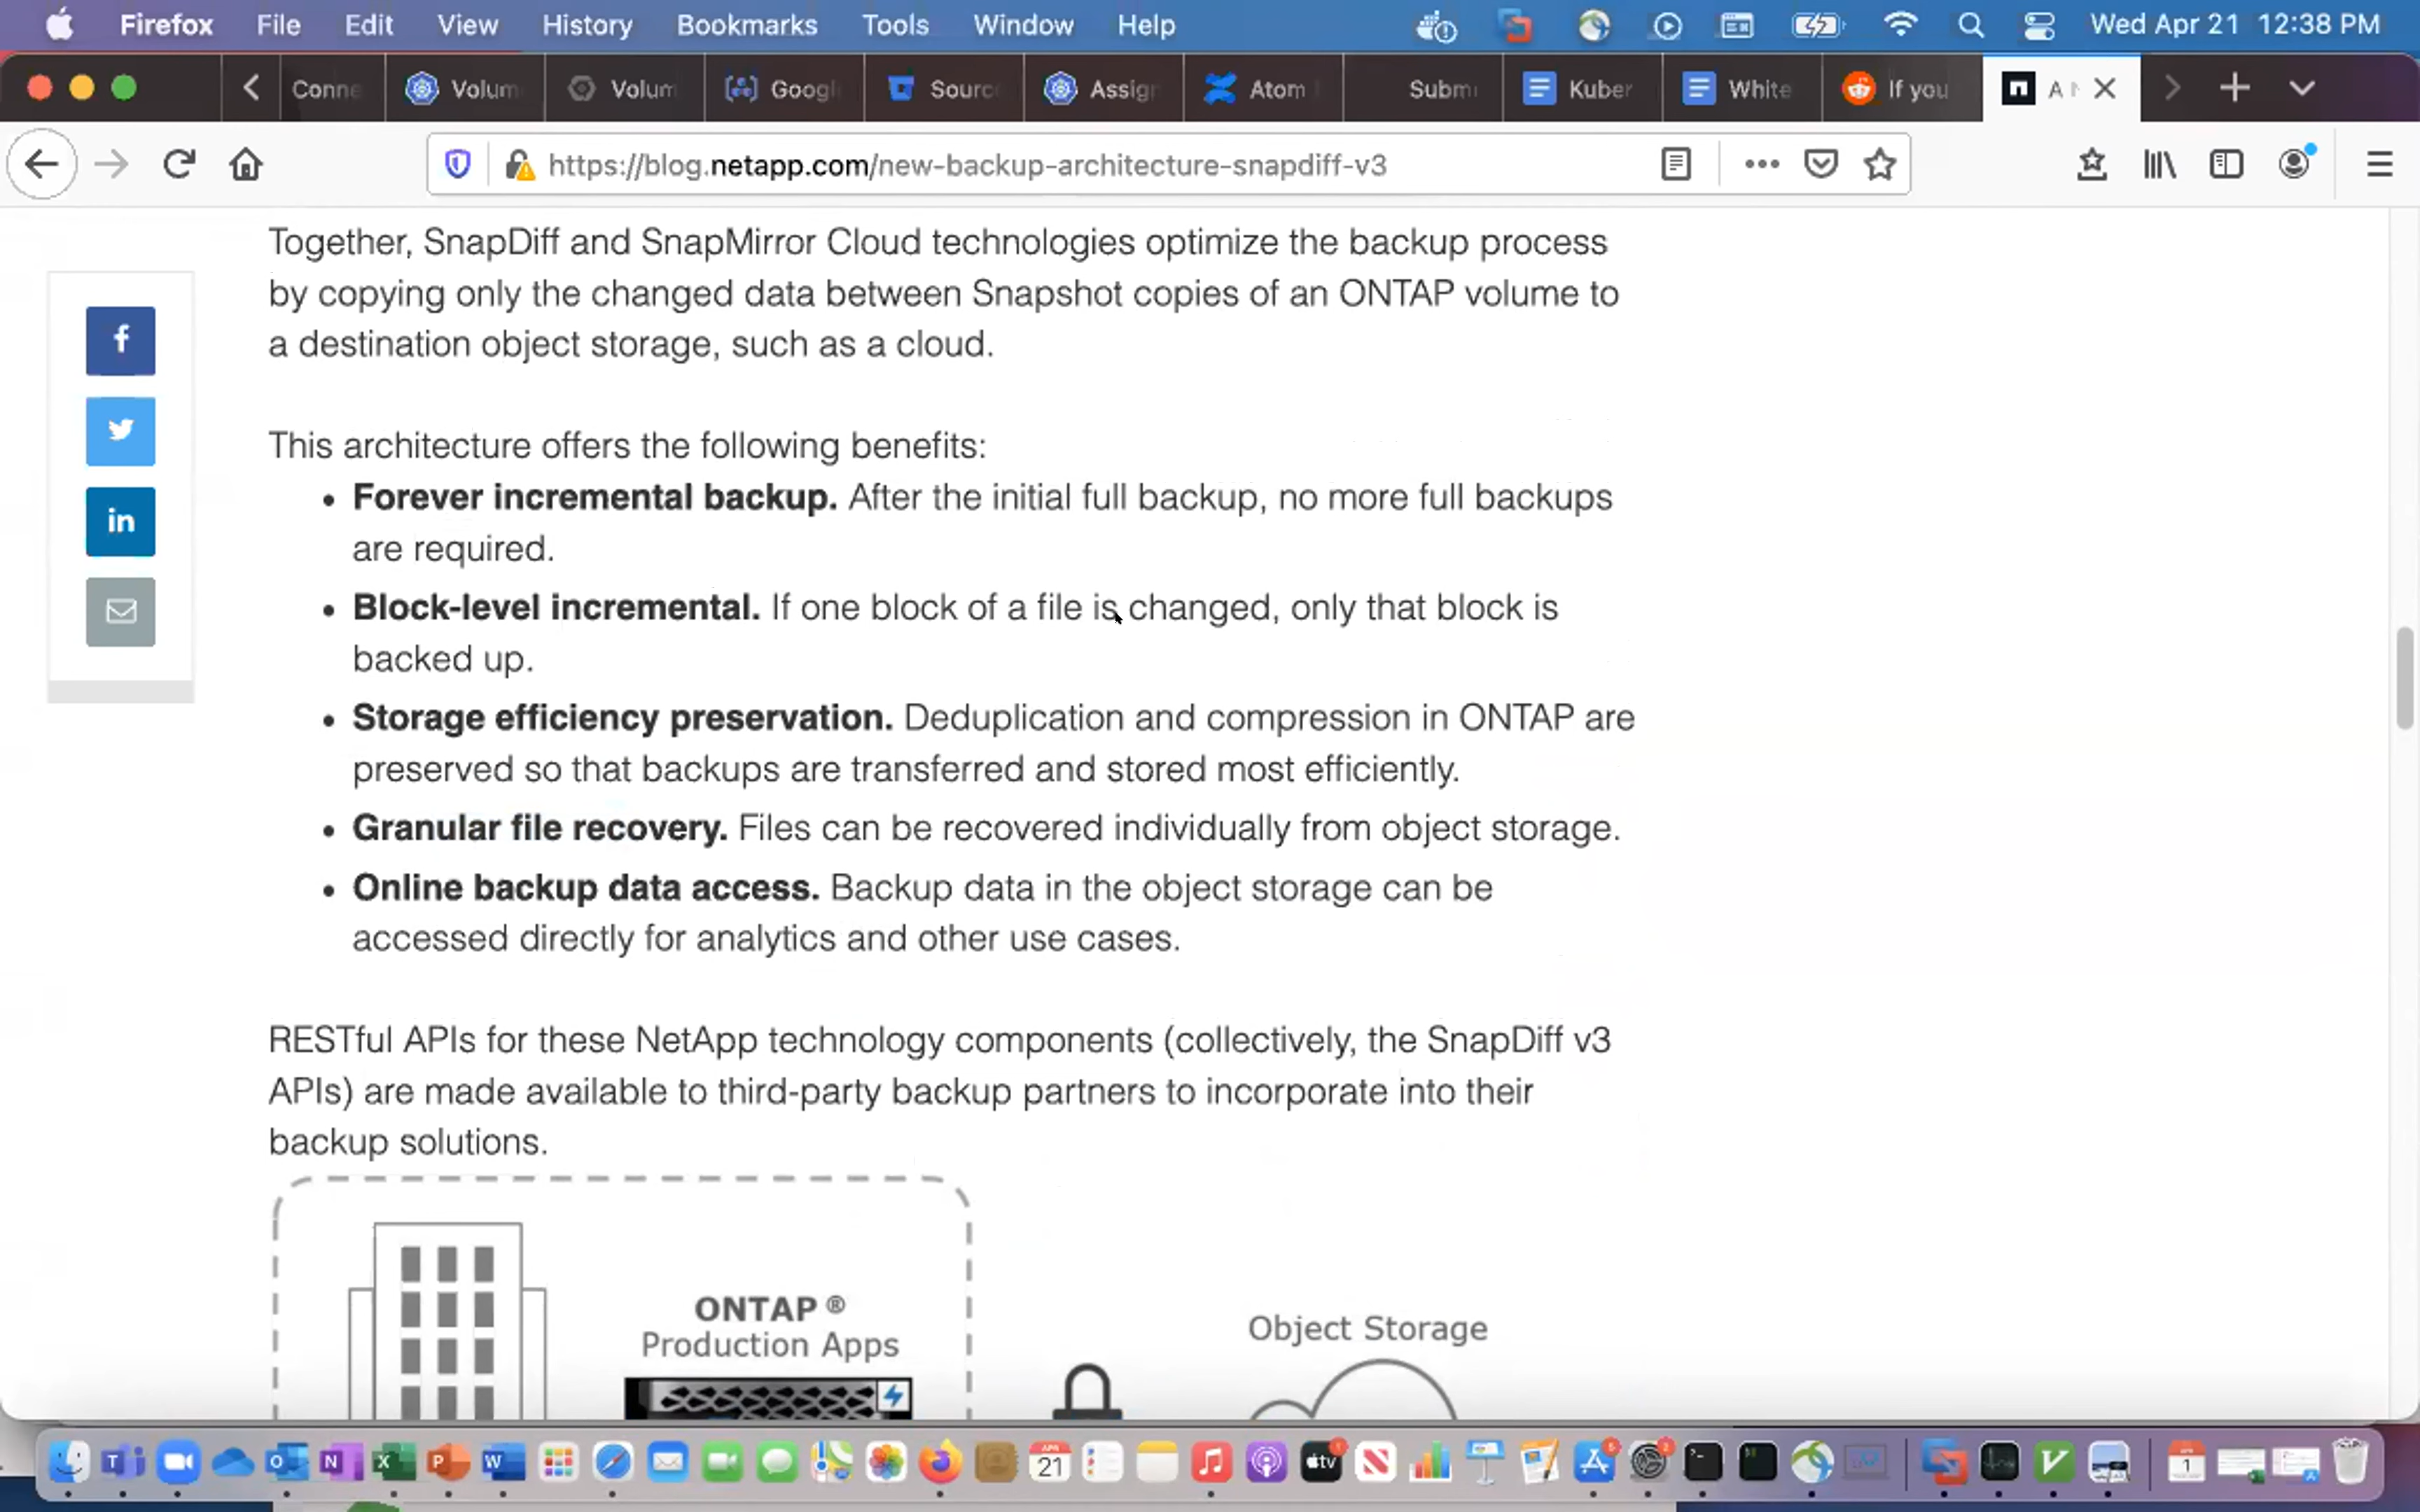 Firefox File Edit View History Bookmarks Tools Window Help Wed Apr 21 12:38 PM
Conne Volum Volum Googl Sourc Assign Atom Submi Kuber White If you A
https://blog.netapp.com/new-backup-architecture-snapdiff-v3
Together, SnapDiff and SnapMirror Cloud technologies optimize the backup process
by copying only the changed data between Snapshot copies of an ONTAP volume to
a destination object storage, such as a cloud.
This architecture offers the following benefits:
• Forever incremental backup. After the initial full backup, no more full backups
are required.
• Block-level incremental. If one block of a file is changed, only that block is
backed up.
• Storage efficiency preservation. Deduplication and compression in ONTAP are
preserved so that backups are transferred and stored most efficiently.
• Granular file recovery. Files can be recovered individually from object storage.
• Online backup data access. Backup data in the object storage can be
accessed directly for analytics and other use cases.
RESTful APIs for these NetApp technology components (collectively, the SnapDiff v3
APIs) are made available to third-party backup partners to incorporate into their
backup solutions.
ONTAP ®
Production Apps
Object Storage
APR
21
tv
1